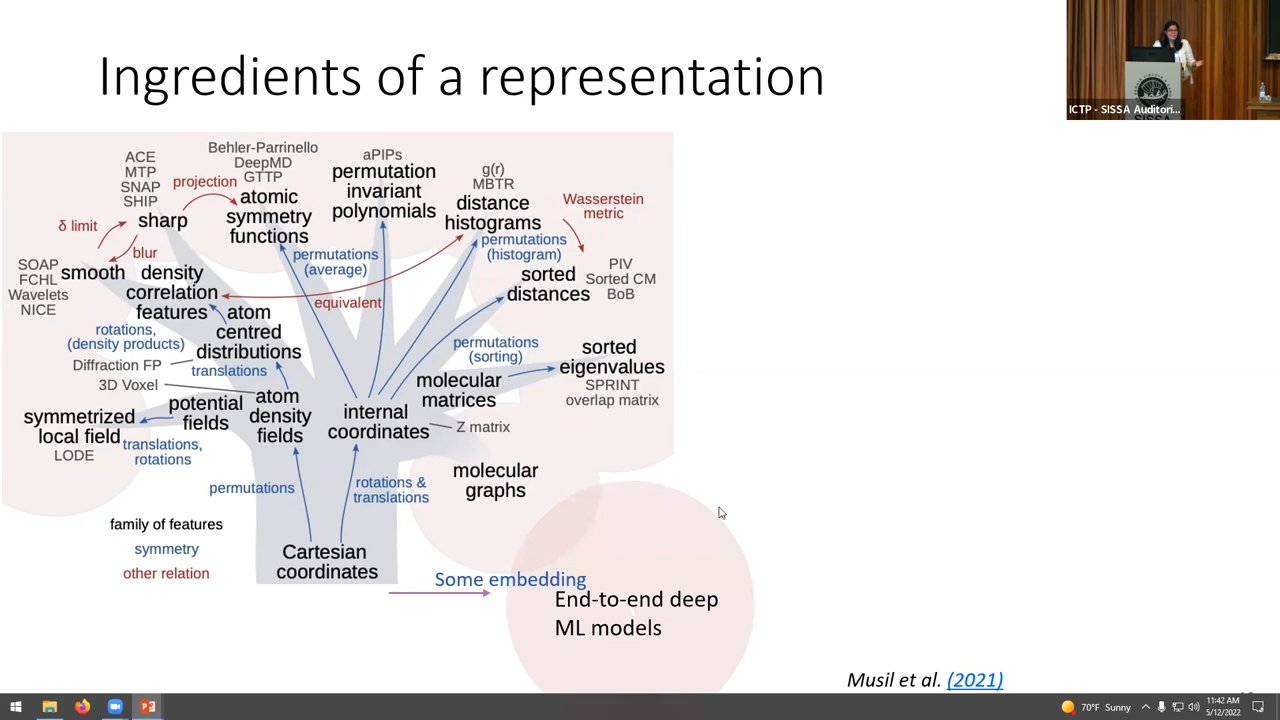 Ingredients of a representation
ICTP - SISSA Auditori...
SISSA
ACE
MTP
SNAP
SHIP
sharp
projection
Behler-Parrinello
DeepMD
GTTP
atomic
symmetry
functions
aPIPs
permutation
invariant
polynomials
g(r)
MBTR
distance
histograms
Wasserstein
metric
δ limit
blur
SOAP
FCHL
Wavelets
NICE
smooth
density
correlation
features
permutations
(average)
permutations
(histogram)
sorted
distances
PIV
Sorted CM
BoB
equivalent
rotations,
(density products)
atom
centred
distributions
Diffraction FP
translations
3D Voxel
permutations
(sorting)
molecular
matrices
sorted
eigenvalues
SPRINT
overlap matrix
symmetrized
local field
LODE
potential
fields
translations,
rotations
atom
density
fields
internal
coordinates
Z matrix
molecular
graphs
permutations
rotations &
translations
family of features
symmetry
other relation
Cartesian
coordinates
Some embedding
End-to-end deep
ML models
Musil et al. (2021)
70°F Sunny
11:42 AM
5/12/2022